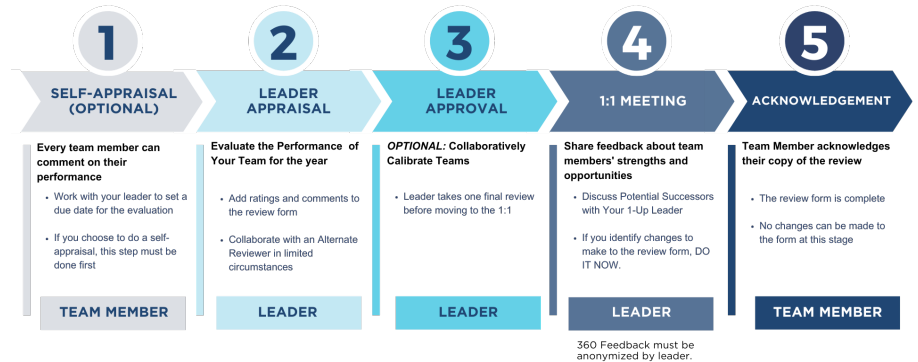 1
SELF-APPRAISAL
(OPTIONAL)
Every team member can
comment on their
performance
• Work with your leader to set a
due date for the evaluation
• If you choose to do a self-
appraisal, this step must be
done first
TEAM MEMBER
2
LEADER
APPRAISAL
Evaluate the Performance of
Your Team for the year
• Add ratings and comments to
the review form
• Collaborate with an Alternate
Reviewer in limited
circumstances
LEADER
3
LEADER
APPROVAL
OPTIONAL: Collaboratively
Calibrate Teams
• Leader takes one final review
before moving to the 1:1
LEADER
4
1:1 MEETING
Share feedback about team
members' strengths and
opportunities
• Discuss Potential Successors
with Your 1-Up Leader
• If you identify changes to
make to the review form, DO
IT NOW.
LEADER
360 Feedback must be
anonymized by leader.
5
ACKNOWLEDGEMENT
Team Member acknowledges
their copy of the review
• The review form is complete
• No changes can be made to
the form at this stage
TEAM MEMBER